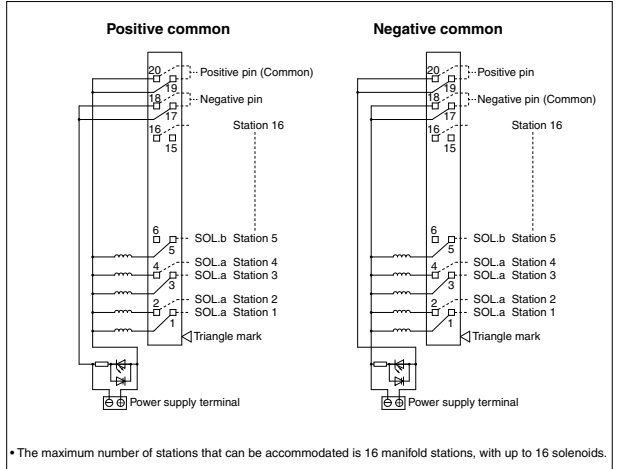 Positive common
20
Positive pin (Common)
19
18
Negative pin
17
16
Station 16
15
6
SOL.b Station 5
5
SOL.a Station 4
4
SOL.a Station 3
3
SOL.a Station 2
2
SOL.a Station 1
1
Triangle mark
Power supply terminal
Negative common
20
Positive pin
19
18
Negative pin (Common)
17
16
Station 16
15
6
SOL.b Station 5
5
SOL.a Station 4
4
SOL.a Station 3
3
SOL.a Station 2
2
SOL.a Station 1
1
Triangle mark
Power supply terminal
• The maximum number of stations that can be accommodated is 16 manifold stations, with up to 16 solenoids.